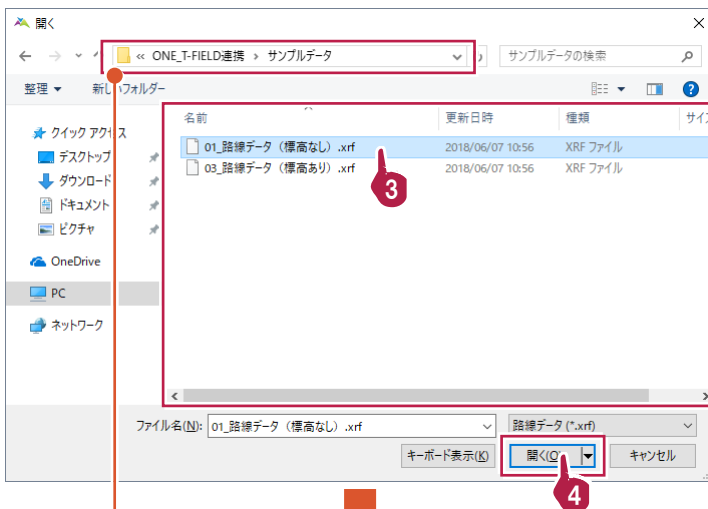 開く
« ONE_T-FIELD連携 › サンプルデータ
サンプルデータの検索
整理 新しいフォルダー
名前 更新日時 種類 サイズ
クイック アクセス
デスクトップ
ダウンロード
ドキュメント
ピクチャ
OneDrive
PC
ネットワーク
01_路線データ（標高なし）.xrf 2018/06/07 10:56 XRF ファイル
03_路線データ（標高あり）.xrf 2018/06/07 10:56 XRF ファイル
3
ファイル名(N): 01_路線データ（標高なし）.xrf 路線データ (*.xrf)
キーボード表示(K) 開く(O) キャンセル
4